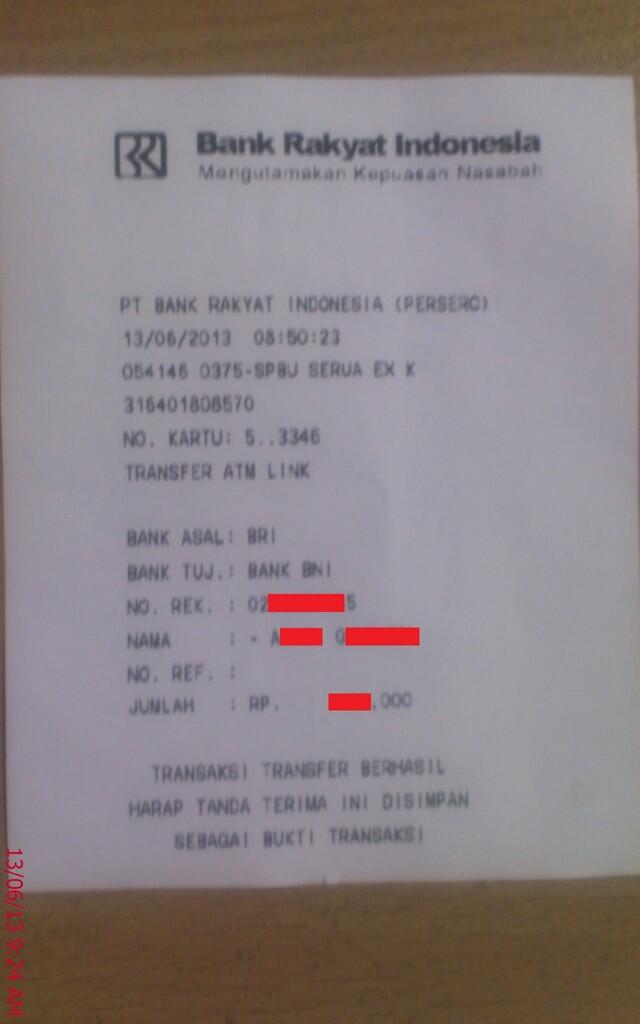 Bank Rakyat Indonesia
Mengutamakan Kepuasan Nasabah
PT BANK RAKYAT INDONESIA (PERSERO)
13/06/2013 08:50:23
054146 0375-SPBU SERUA EX K
316401808570
NO. KARTU: 5..3346
TRANSFER ATM LINK
BANK ASAL: BRI
BANK TUJ.: BANK BNI
NO. REK. : 02 5
NAMA : - A O
NO. REF. :
JUMLAH : RP. .000
TRANSAKSI TRANSFER BERHASIL
HARAP TANDA TERIMA INI DISIMPAN
SEBAGAI BUKTI TRANSAKSI
13/06/13 9:24 AM